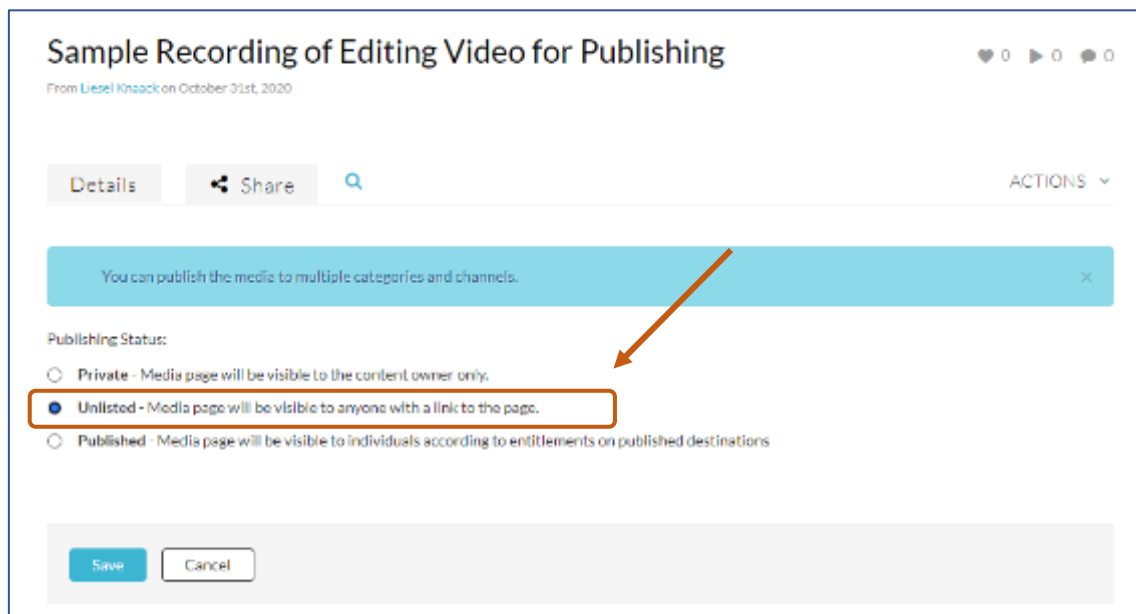 Sample Recording of Editing Video for Publishing
0 0 0
From Liesel Knaack on October 31st, 2020
Details Share ACTIONS
You can publish the media to multiple categories and channels. ×
Publishing Status:
Private - Media page will be visible to the content owner only.
Unlisted - Media page will be visible to anyone with a link to the page.
Published - Media page will be visible to individuals according to entitlements on published destinations
Save Cancel